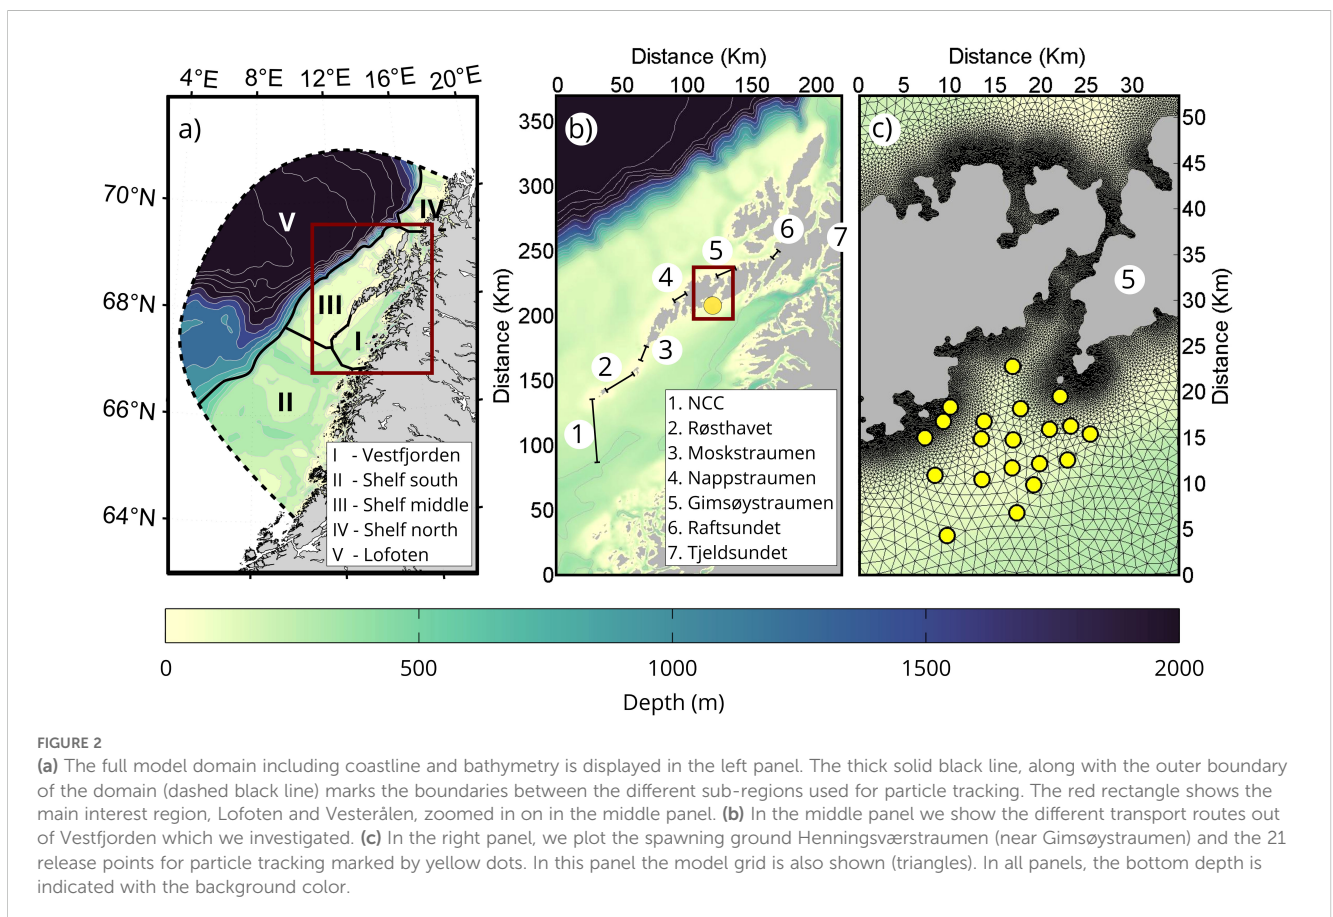 Distance (Km)
Distance (Km)
4°E 8°E 12°E 16°E 20°E
0 50 100 150 200
0 5 10 15 20 25 30
a)
70°N
68°N
66°N
64°N
V
IV
III
I
II
I - Vestfjorden
II - Shelf south
III - Shelf middle
IV - Shelf north
V - Lofoten
Distance (Km)
350
300
250
200
150
100
50
0
b)
6
7
5
4
3
2
1
1. NCC
2. Røsthavet
3. Moskstraumen
4. Nappstraumen
5. Gimsøystraumen
6. Raftsundet
7. Tjeldsundet
c)
5
50
45
40
35
30
25
20
15
10
5
0
Distance (Km)
0 500 1000 1500 2000
Depth (m)
FIGURE 2
(a) The full model domain including coastline and bathymetry is displayed in the left panel. The thick solid black line, along with the outer boundary
of the domain (dashed black line) marks the boundaries between the different sub-regions used for particle tracking. The red rectangle shows the
main interest region, Lofoten and Vesterålen, zoomed in on in the middle panel. (b) In the middle panel we show the different transport routes out
of Vestfjorden which we investigated. (c) In the right panel, we plot the spawning ground Henningsværstraumen (near Gimsøystraumen) and the 21
release points for particle tracking marked by yellow dots. In this panel the model grid is also shown (triangles). In all panels, the bottom depth is
indicated with the background color.